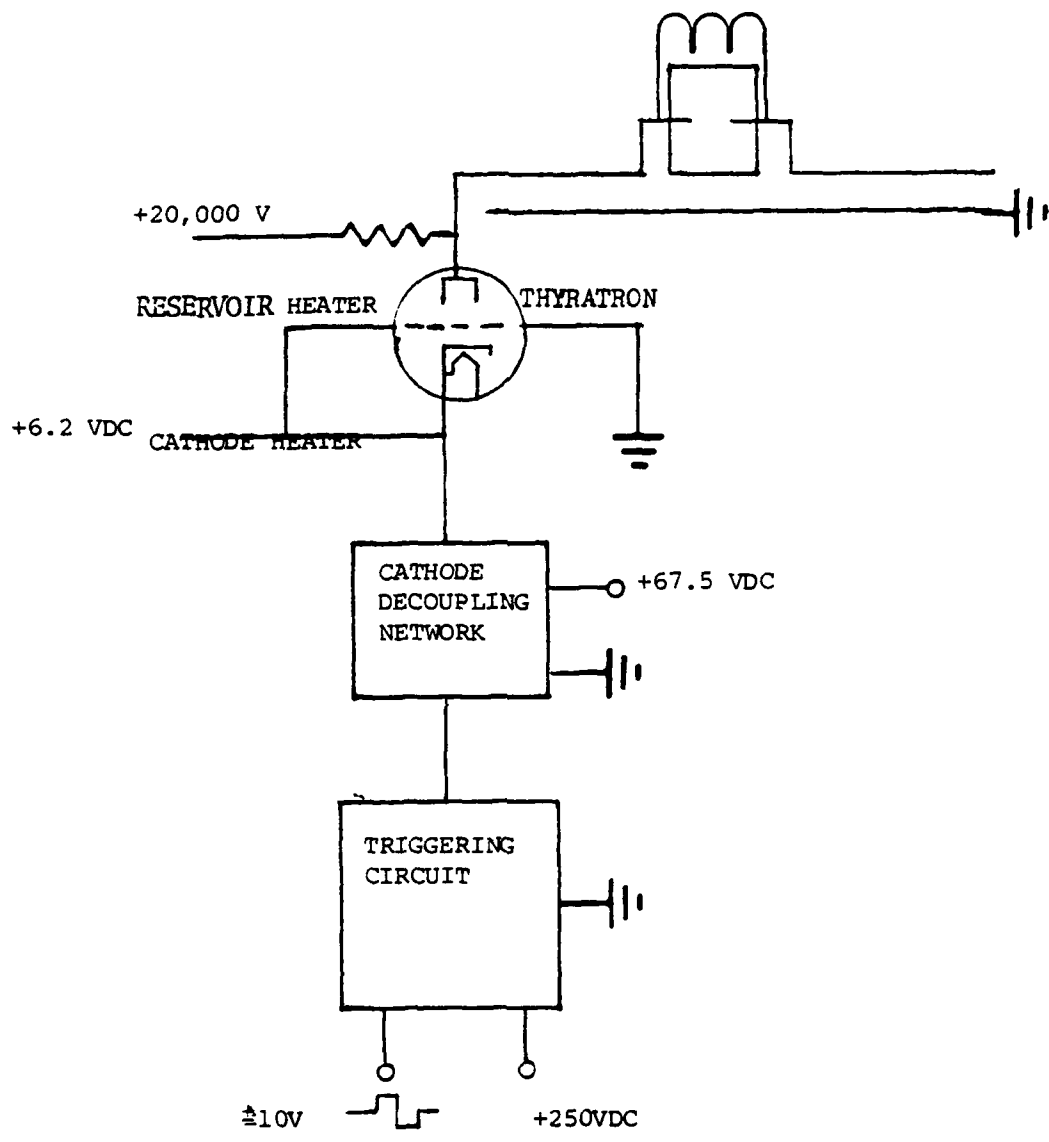 +20,000 V
RESERVOIR HEATER
THYRATRON
+6.2 VDC
CATHODE HEATER
CATHODE
DECOUPLING
NETWORK
+67.5 VDC
TRIGGERING
CIRCUIT
±10V
+250VDC